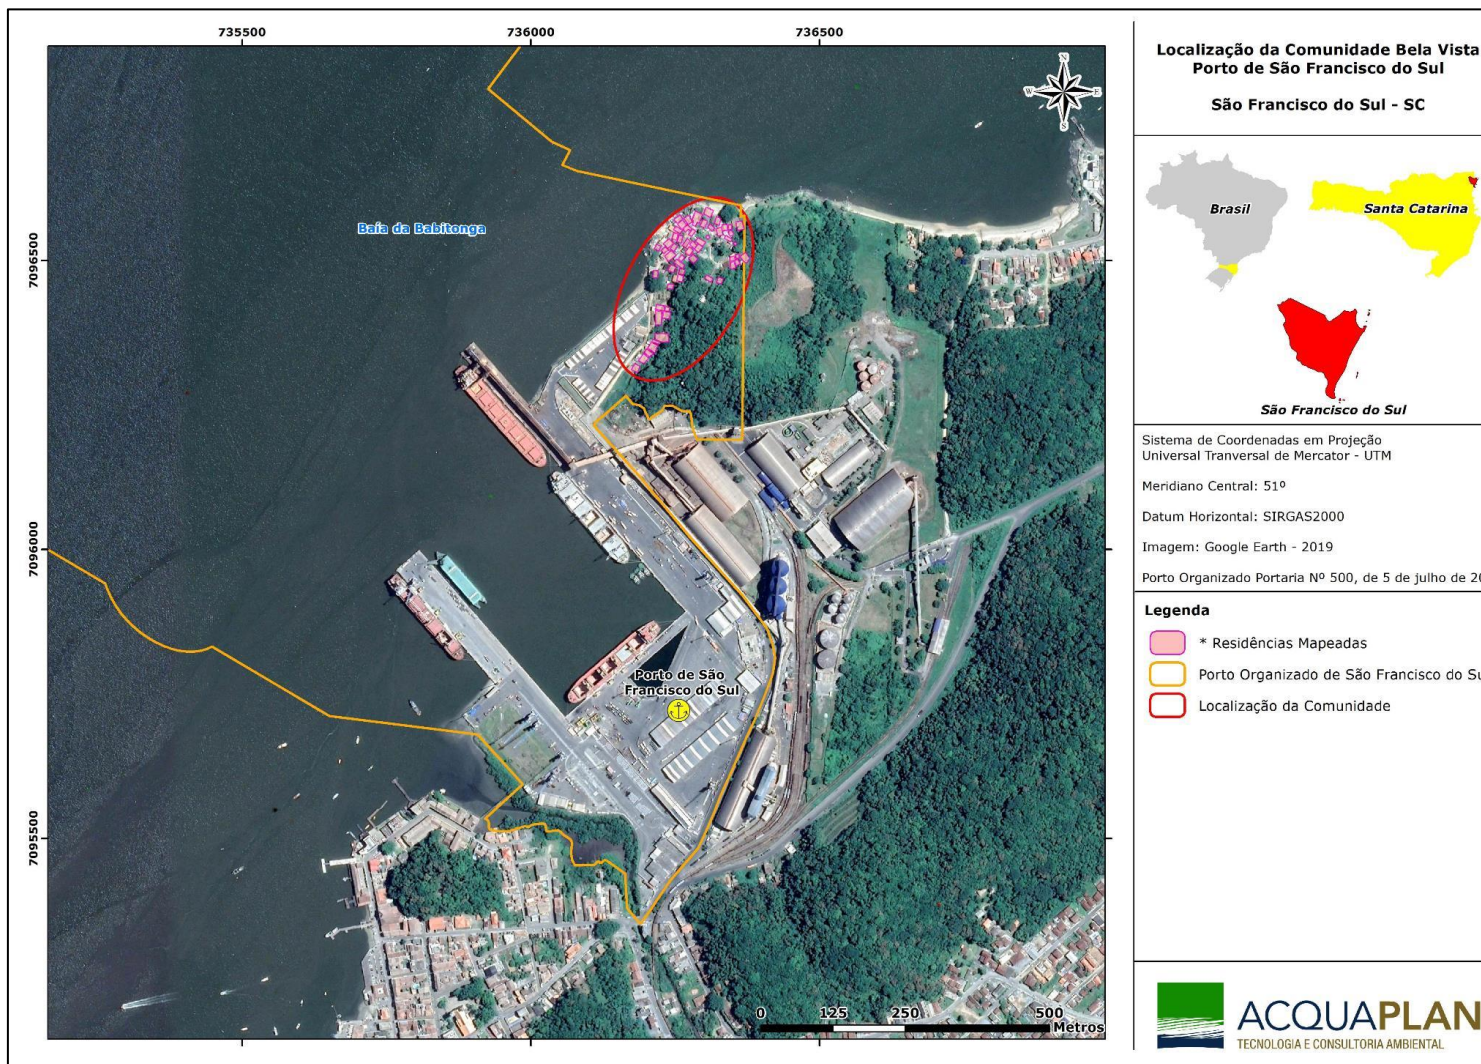 735500
736000
736500
7096500
7096000
7095500
N
W
E
S
Baía da Babitonga
Porto de São
Francisco do Sul
0
125
250
500
Metros
Localização da Comunidade Bela Vista
Porto de São Francisco do Sul
São Francisco do Sul - SC
Brasil
Santa Catarina
São Francisco do Sul
Sistema de Coordenadas em Projeção
Universal Tranversal de Mercator - UTM
Meridiano Central: 51º
Datum Horizontal: SIRGAS2000
Imagem: Google Earth - 2019
Porto Organizado Portaria Nº 500, de 5 de julho de
Legenda
* Residências Mapeadas
Porto Organizado de São Francisco do
Localização da Comunidade
ACQUAPLAN
TECNOLOGIA E CONSULTORIA AMBIENTAL